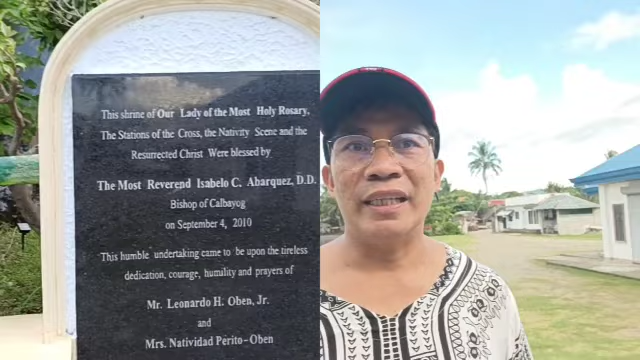 This shrine of Our Lady of the Most Holy Rosary,
The Stations of the Cross, the Nativity Scene and the
Resurrected Christ Were blessed by
The Most Reverend Isabelo C. Abarquez, D.D.
Bishop of Calbayog
on September 4, 2010
This humble undertaking came to be upon the tireless
dedication, courage, humility and prayers of
Mr. Leonardo H. Oben, Jr.
and
Mrs. Natividad Perito-Oben